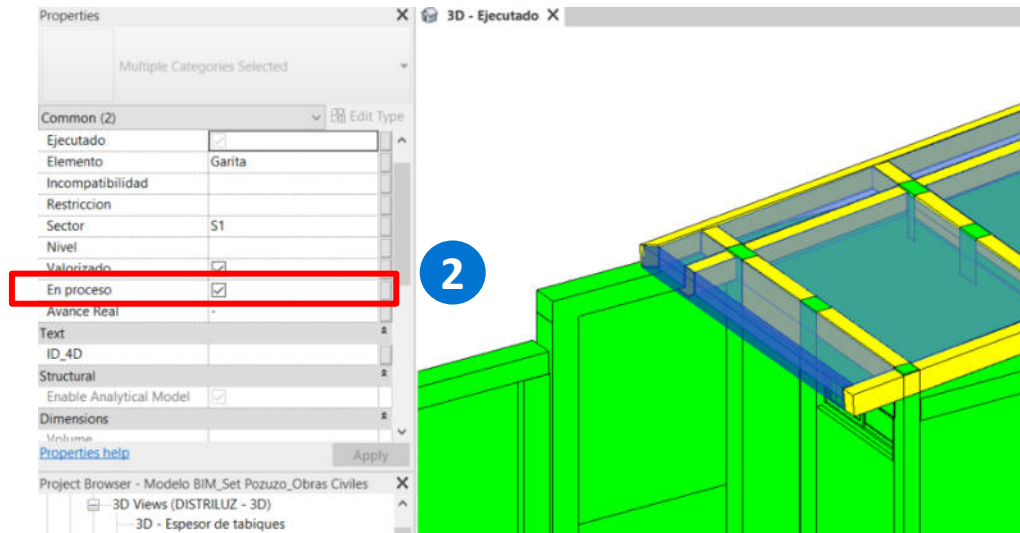 Properties
3D - Ejecutado
Multiple Categories Selected
Common (2)
Edit Type
Ejecutado
Elemento Garita
Incompatibilidad
Restriccion
Sector S1
Nivel
Valorizado
En proceso
2
Avance Real -
Text
ID_4D
Structural
Enable Analytical Model
Dimensions
Volume
Properties help
Apply
Project Browser - Modelo BIM_Set Pozuzo_Obras Civiles
3D Views (DISTRILUZ - 3D)
3D - Espesor de tabiques